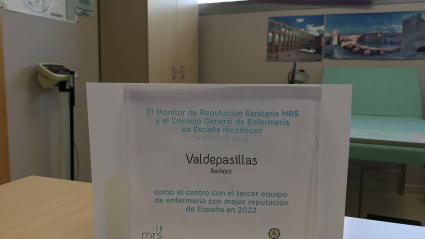 El Monitor de Reputación Sanitaria MRS
y el Consejo General de Enfermería
de España reconocen
Valdepasillas
Badajoz
como el centro con el tercer equipo
de enfermería con mejor reputación
de España en 2022
mrs